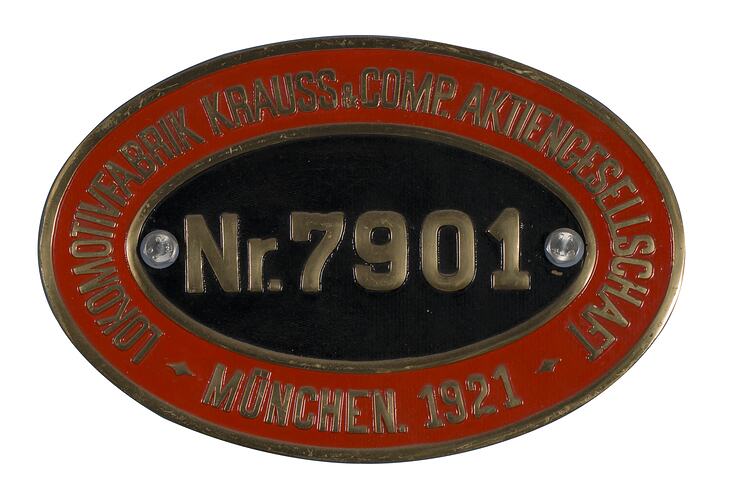 LOKOMOTIVFABRIK KRAUSS & COMP. AKTIENGESELLSCHAFT
Nr. 7901
MÜNCHEN. 1921